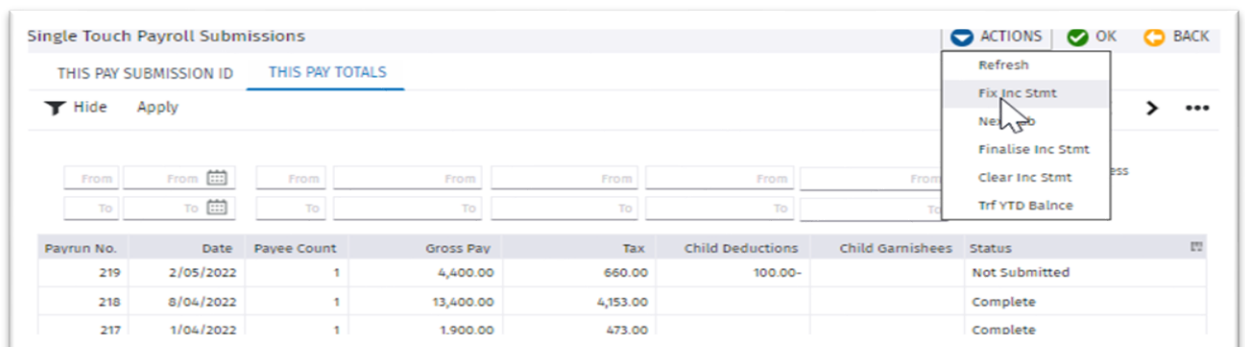 Single Touch Payroll Submissions
ACTIONS OK BACK
THIS PAY SUBMISSION ID THIS PAY TOTALS
Hide Apply
Refresh
Fix Inc Stmt
Finalise Inc Stmt
Clear Inc Stmt
Trf YTD Balnce
From From From From From From From
To To To To To To To
Payrun No. Date Payee Count Gross Pay Tax Child Deductions Child Garnishees Status
219 2/05/2022 1 4,400.00 660.00 100.00- Not Submitted
218 8/04/2022 1 13,400.00 4,153.00 Complete
217 1/04/2022 1 1,900.00 473.00 Complete